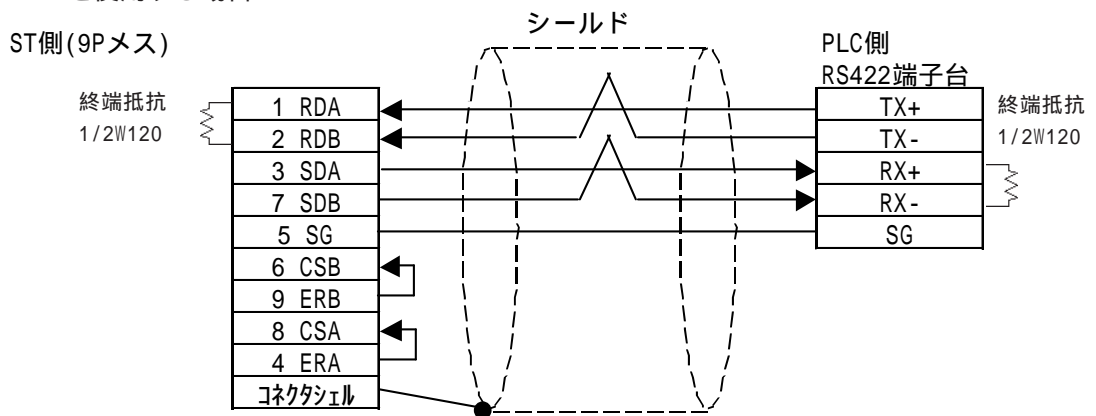 シールド
ST側(9Pメス)
PLC側
RS422端子台
終端抵抗
1/2W120
1 RDA
2 RDB
3 SDA
7 SDB
5 SG
6 CSB
9 ERB
8 CSA
4 ERA
コネクタシェル
TX+
TX-
RX+
RX-
SG
終端抵抗
1/2W120